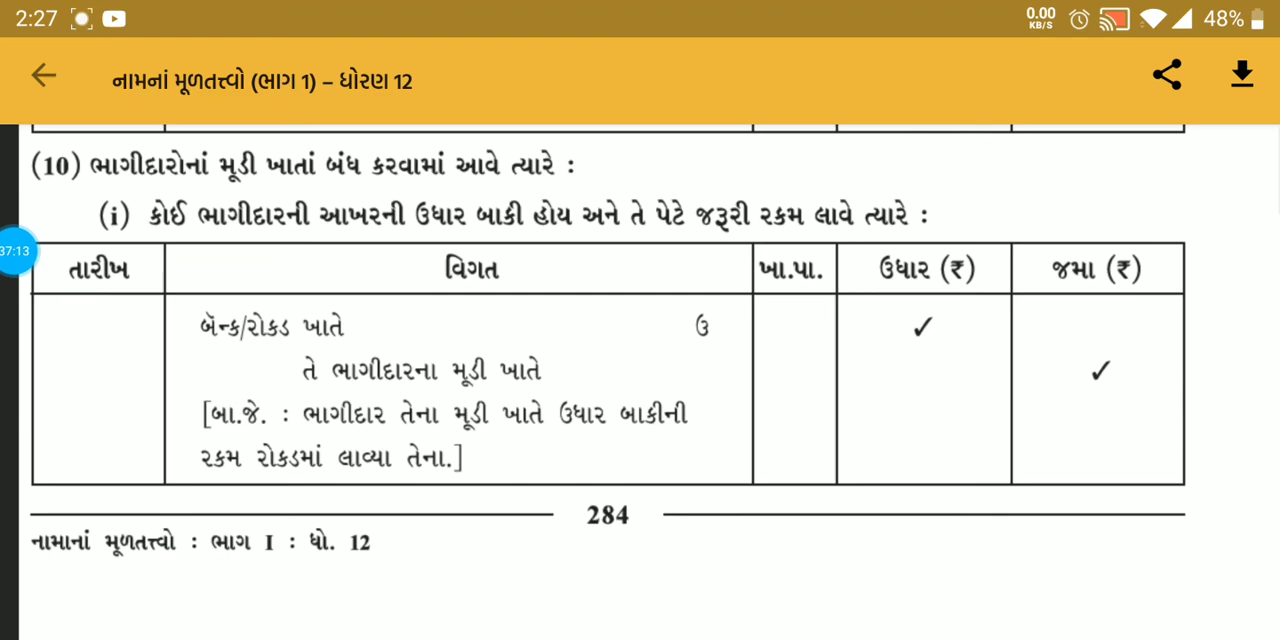 2:27
0.00
KB/S
48%
નામનાં મૂળતત્ત્વો (ભાગ 1) – ધોરણ 12
(10) ભાગીદારોનાં મૂડી ખાતાં બંધ કરવામાં આવે ત્યારે :
(i) કોઈ ભાગીદારની આખરની ઉધાર બાકી હોય અને તે પેટે જરૂરી રકમ લાવે ત્યારે :
37:13
તારીખ વિગત ખા.પા. ઉધાર (₹) જમા (₹)
બૅન્ક/રોકડ ખાતે ઉ ✓
તે ભાગીદારના મૂડી ખાતે ✓
[બા.જે. : ભાગીદાર તેના મૂડી ખાતે ઉધાર બાકીની
રકમ રોકડમાં લાવ્યા તેના.]
284
નામાનાં મૂળતત્ત્વો : ભાગ I : ધો. 12